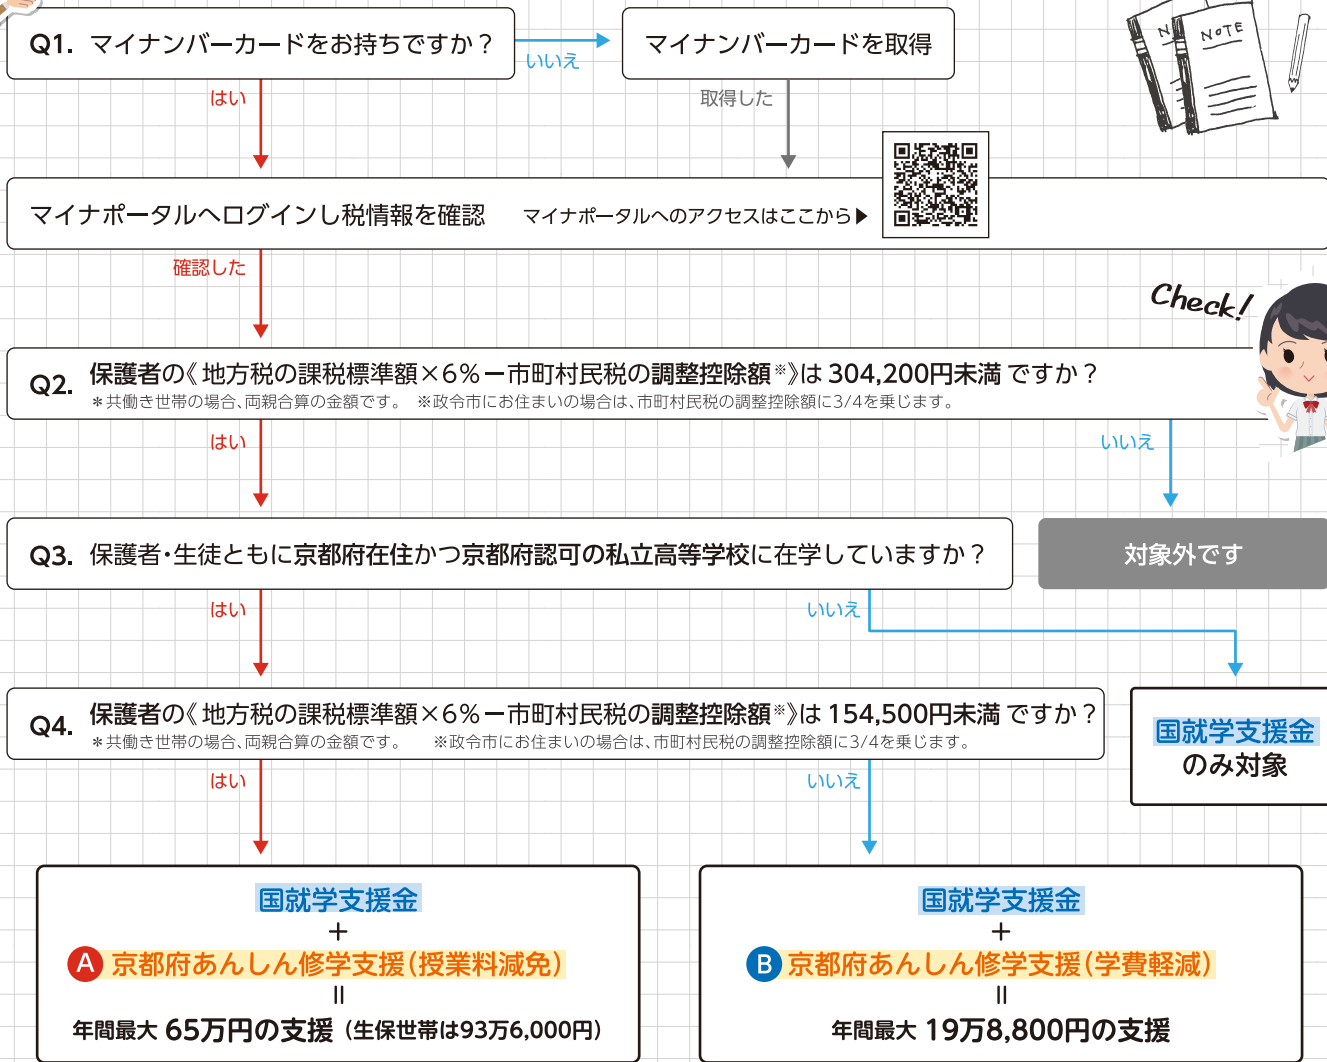 Q1. マイナンバーカードをお持ちですか？
いいえ
マイナンバーカードを取得
NOTE
はい
取得した
マイナポータルへログインし税情報を確認 マイナポータルへのアクセスはここから▶
確認した
Check!
Q2. 保護者の《地方税の課税標準額×6%ー市町村民税の調整控除額※》は 304,200円未満 ですか？
＊共働き世帯の場合、両親合算の金額です。 ※政令市にお住まいの場合は、市町村民税の調整控除額に3/4を乗じます。
はい
いいえ
Q3. 保護者・生徒ともに京都府在住かつ京都府認可の私立高等学校に在学していますか？
対象外です
はい
いいえ
Q4. 保護者の《地方税の課税標準額×6%ー市町村民税の調整控除額※》は 154,500円未満 ですか？
＊共働き世帯の場合、両親合算の金額です。 ※政令市にお住まいの場合は、市町村民税の調整控除額に3/4を乗じます。
国就学支援金
のみ対象
はい
いいえ
国就学支援金
＋
A 京都府あんしん修学支援（授業料減免）
＝
年間最大 65万円の支援（生保世帯は93万6,000円）
国就学支援金
＋
B 京都府あんしん修学支援（学費軽減）
＝
年間最大 19万8,800円の支援